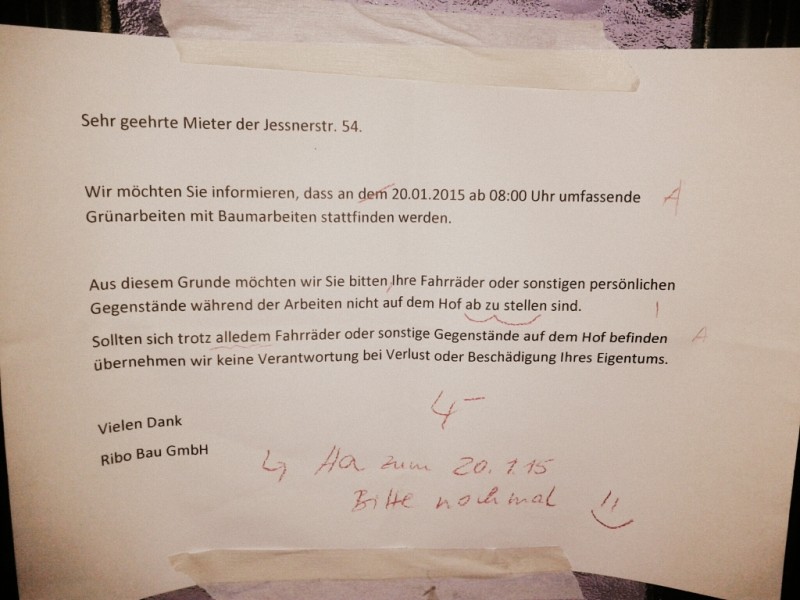 Sehr geehrte Mieter der Jessnerstr. 54.
Wir möchten Sie informieren, dass an dem 20.01.2015 ab 08:00 Uhr umfassende A
Grünarbeiten mit Baumarbeiten stattfinden werden.
Aus diesem Grunde möchten wir Sie bitten, Ihre Fahrräder oder sonstigen persönlichen
Gegenstände während der Arbeiten nicht auf dem Hof ab zu stellen sind. I
Sollten sich trotz alledem Fahrräder oder sonstige Gegenstände auf dem Hof befinden A
übernehmen wir keine Verantwortung bei Verlust oder Beschädigung Ihres Eigentums.
4-
Vielen Dank
Ribo Bau GmbH
↳ Ha zum 20.1.15
Bitte nochmal